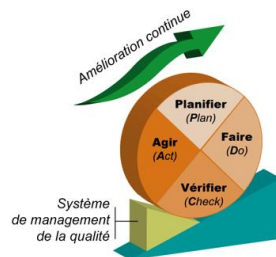 Amélioration continue
Planifier
(Plan)
Agir
(Act)
Faire
(Do)
Vérifier
(Check)
Système
de management
de la qualité